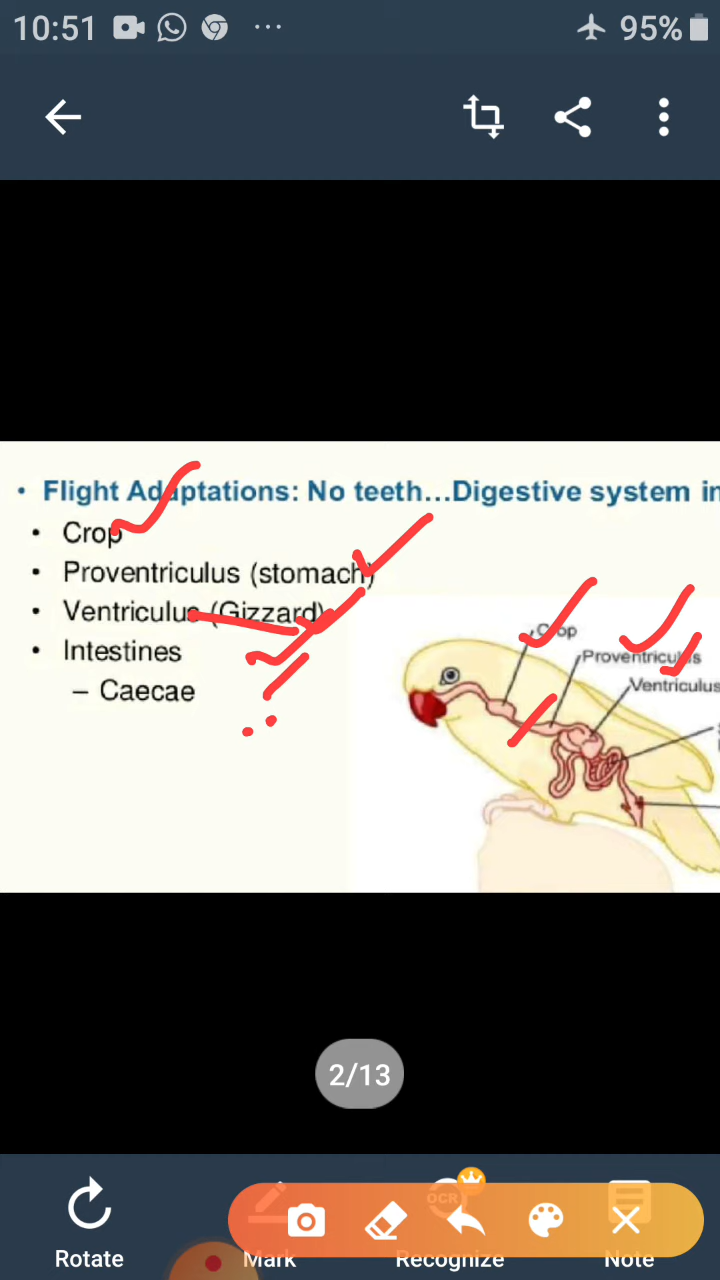 10:51 ... 95%
• Flight Adaptations: No teeth...Digestive system in
• Crop
• Proventriculus (stomach)
• Ventriculus (Gizzard)
• Intestines
– Caecae
Crop
Proventriculus
Ventriculus
2/13
OCR
Rotate Mark Recognize Note